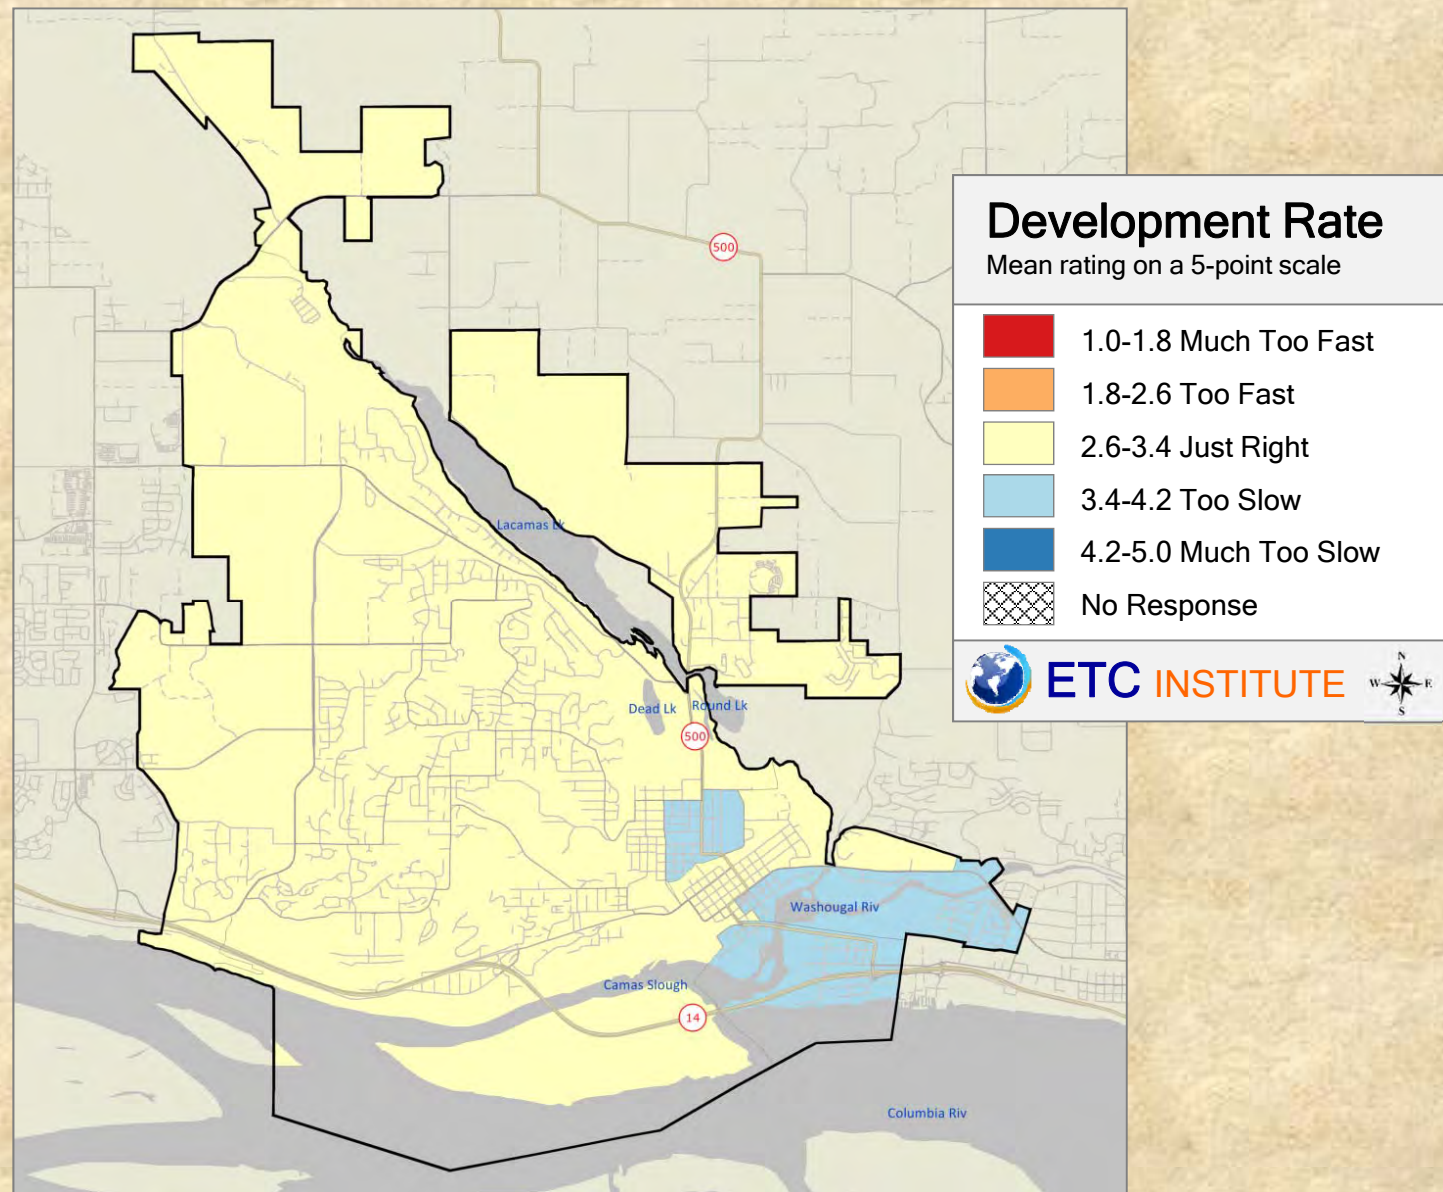 Development Rate
Mean rating on a 5-point scale
1.0-1.8 Much Too Fast
1.8-2.6 Too Fast
2.6-3.4 Just Right
3.4-4.2 Too Slow
4.2-5.0 Much Too Slow
No Response
ETC INSTITUTE
N
W E
S
500
Lacamas Lk
Dead Lk
Round Lk
500
Washougal Riv
Camas Slough
14
Columbia Riv